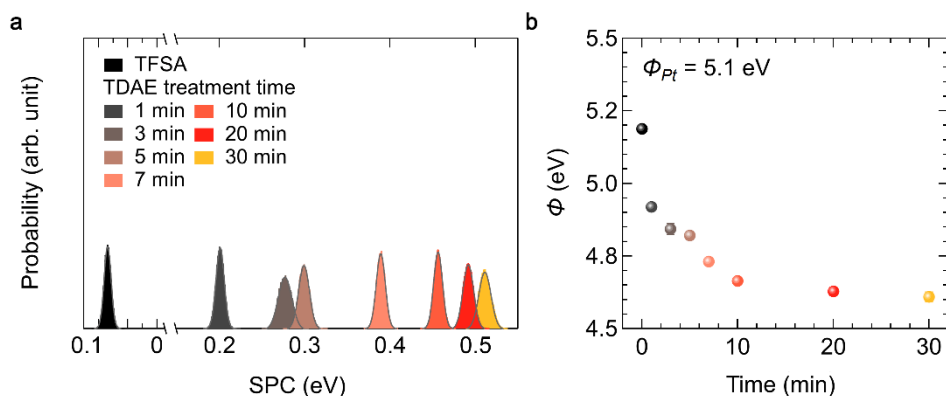 a
TFSA
TDAE treatment time
1 min
10 min
3 min
20 min
5 min
30 min
7 min
Probability (arb. unit)
0.1 0 0.2 0.3 0.4 0.5
SPC (eV)
b
Φ_Pt = 5.1 eV
5.5
5.2
5.0
4.8
4.5
Φ (eV)
0 10 20 30
Time (min)